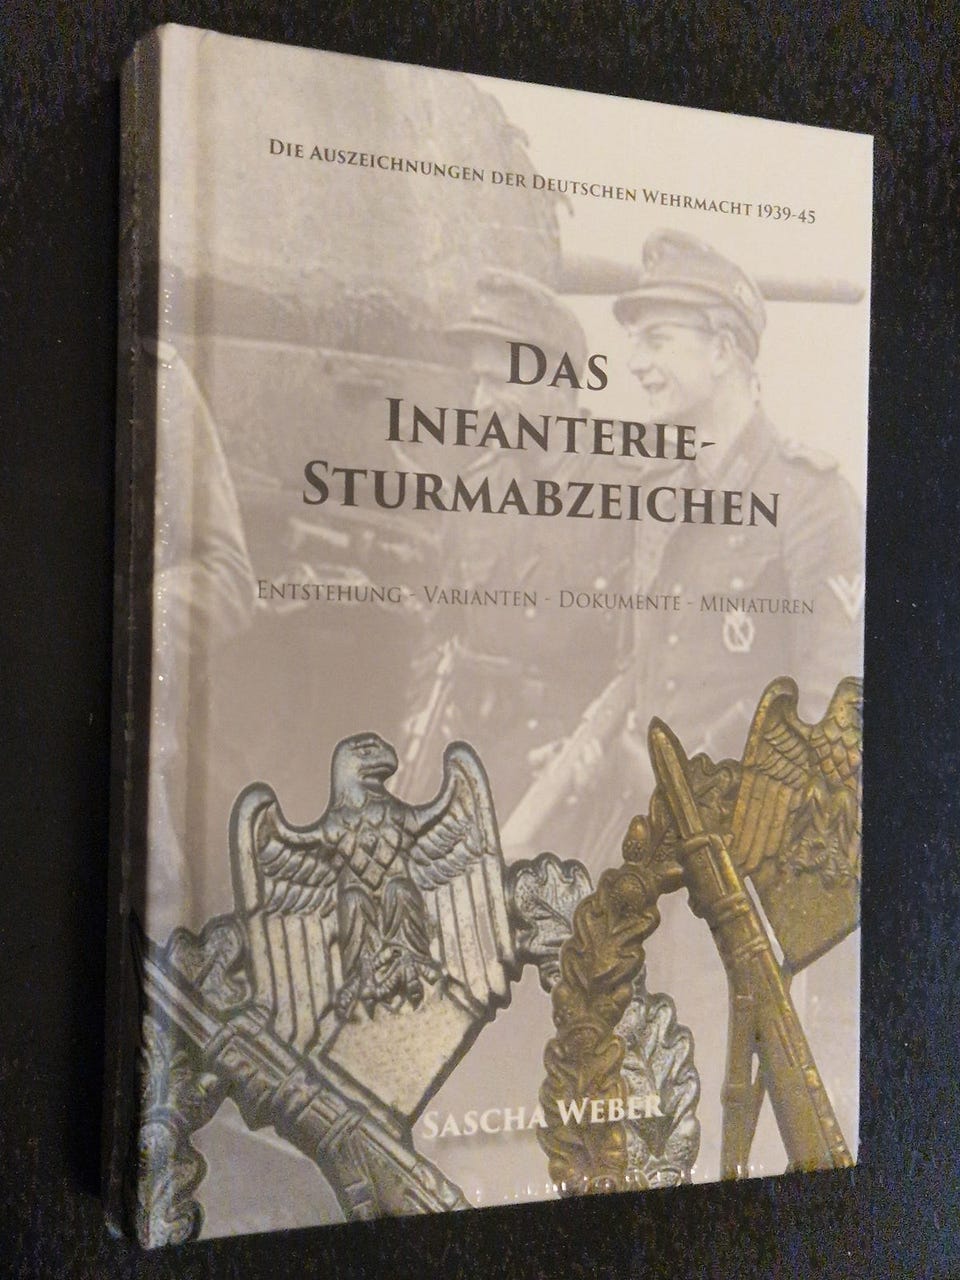 Die Auszeichnungen der Deutschen Wehrmacht 1939-45
Das
Infanterie-
Sturmabzeichen
Entstehung - Varianten - Dokumente - Miniaturen
Sascha Weber